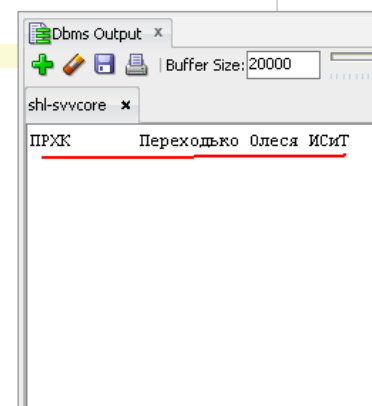 Dbms Output x
Buffer Size: 20000
shl-svvcore x
ПРХК Переходько Олеся ИСиТ